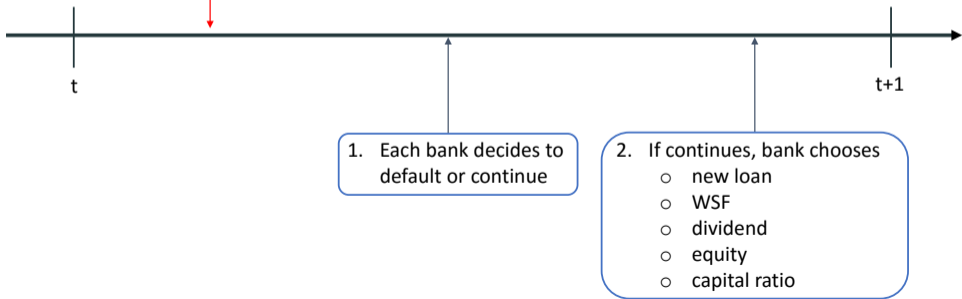 t
t+1
1. Each bank decides to
default or continue
2. If continues, bank chooses
o new loan
o WSF
o dividend
o equity
o capital ratio